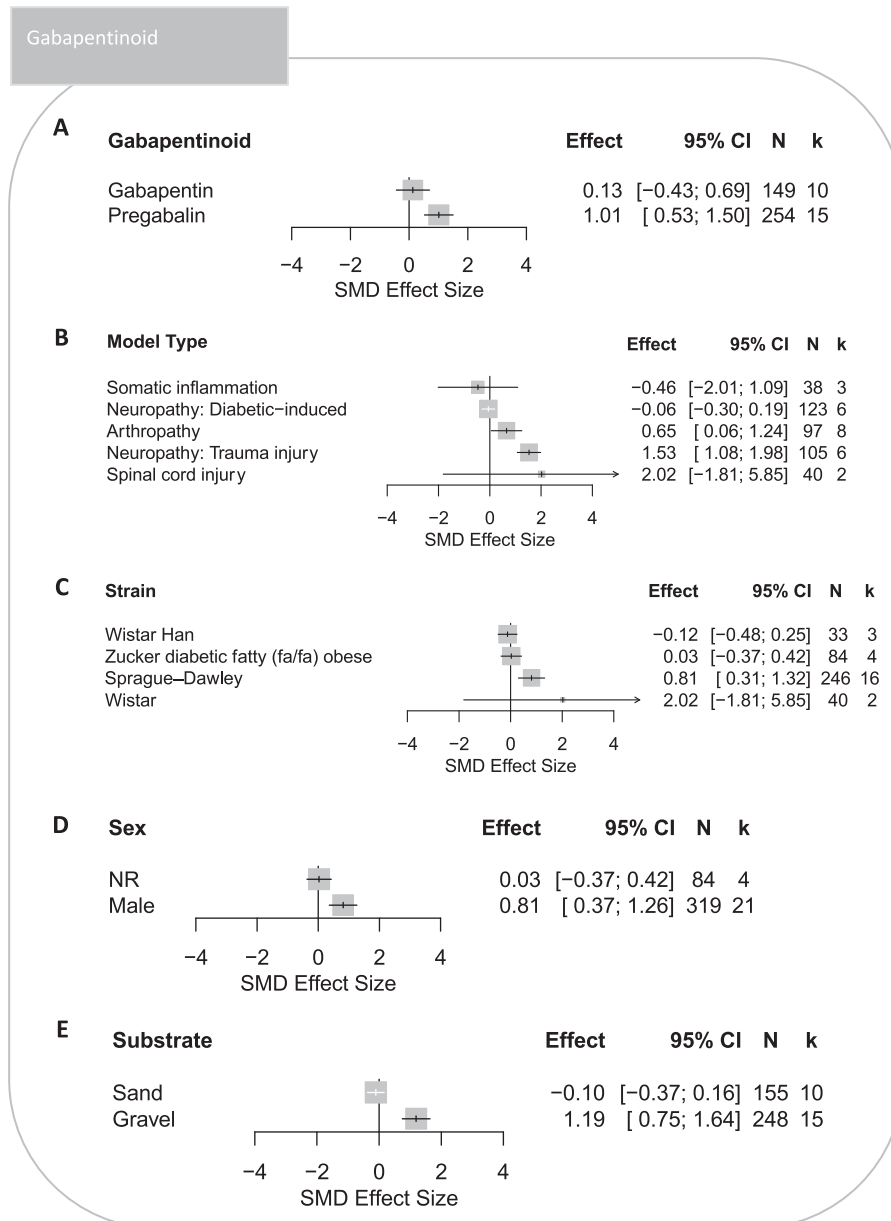 Gabapentinoid
A Gabapentinoid Effect 95% CI N k
Gabapentin 0.13 [−0.43; 0.69] 149 10
Pregabalin 1.01 [ 0.53; 1.50] 254 15
−4 −2 0 2 4
SMD Effect Size
B Model Type Effect 95% CI N k
Somatic inflammation −0.46 [−2.01; 1.09] 38 3
Neuropathy: Diabetic−induced −0.06 [−0.30; 0.19] 123 6
Arthropathy 0.65 [ 0.06; 1.24] 97 8
Neuropathy: Trauma injury 1.53 [ 1.08; 1.98] 105 6
Spinal cord injury 2.02 [−1.81; 5.85] 40 2
−4 −2 0 2 4
SMD Effect Size
C Strain Effect 95% CI N k
Wistar Han −0.12 [−0.48; 0.25] 33 3
Zucker diabetic fatty (fa/fa) obese 0.03 [−0.37; 0.42] 84 4
Sprague−Dawley 0.81 [ 0.31; 1.32] 246 16
Wistar 2.02 [−1.81; 5.85] 40 2
−4 −2 0 2 4
SMD Effect Size
D Sex Effect 95% CI N k
NR 0.03 [−0.37; 0.42] 84 4
Male 0.81 [ 0.37; 1.26] 319 21
−4 −2 0 2 4
SMD Effect Size
E Substrate Effect 95% CI N k
Sand −0.10 [−0.37; 0.16] 155 10
Gravel 1.19 [ 0.75; 1.64] 248 15
−4 −2 0 2 4
SMD Effect Size